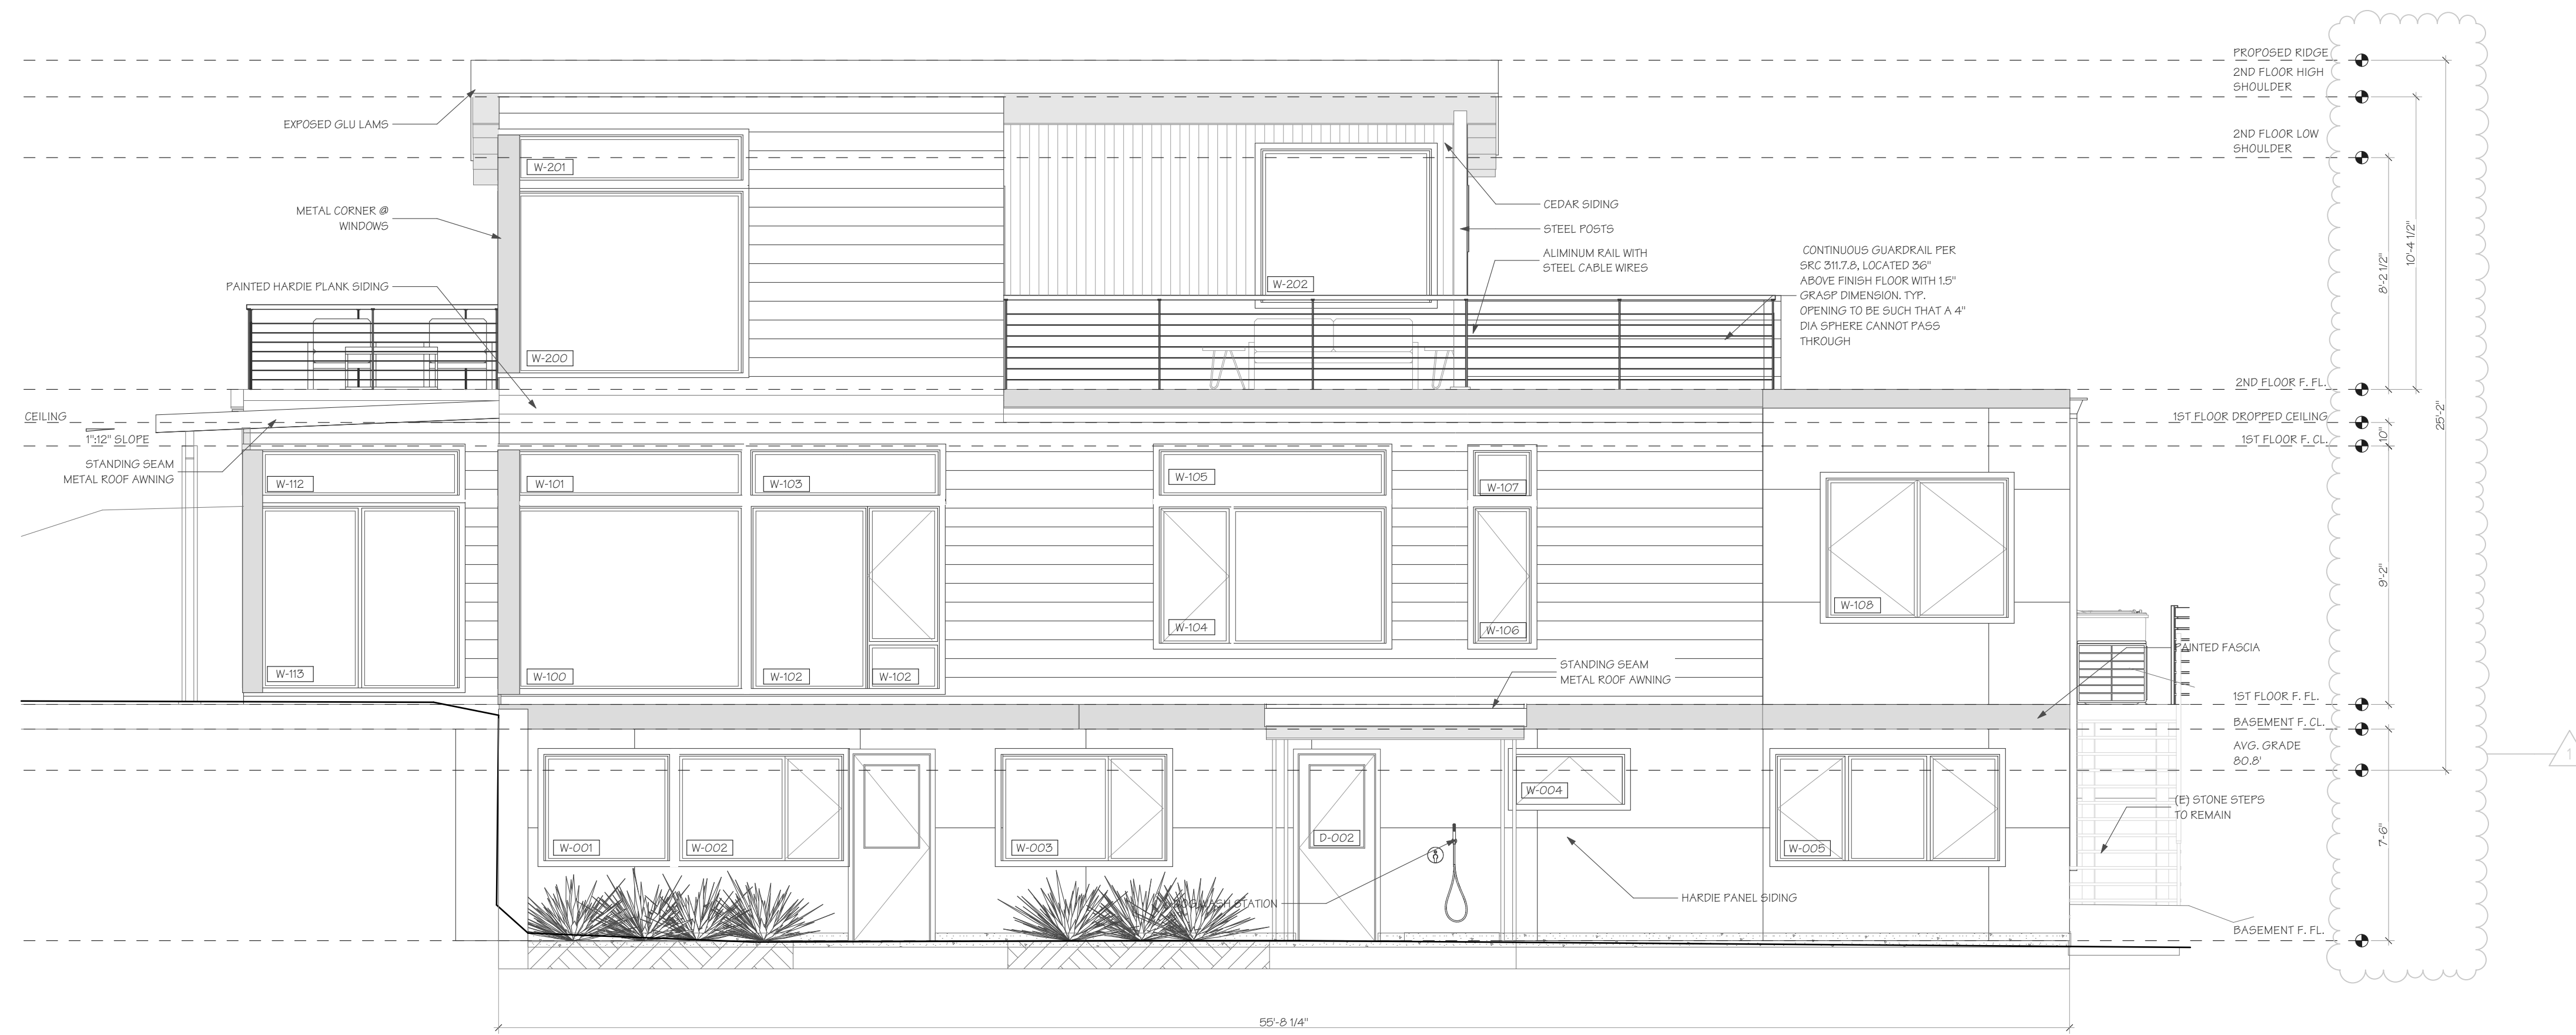 PROPOSED RIDGE
2ND FLOOR HIGH
SHOULDER
EXPOSED GLU LAMS
2ND FLOOR LOW
SHOULDER
W-201
METAL CORNER @
WINDOWS
CEDAR SIDING
STEEL POSTS
ALIMINUM RAIL WITH
STEEL CABLE WIRES
CONTINUOUS GUARDRAIL PER
SRC 311.7.8, LOCATED 36"
ABOVE FINISH FLOOR WITH 1.5"
GRASP DIMENSION. TYP.
OPENING TO BE SUCH THAT A 4"
DIA SPHERE CANNOT PASS
THROUGH
10'-4 1/2"
8'-2 1/2"
PAINTED HARDIE PLANK SIDING
W-202
W-200
2ND FLOOR F. FL.
CEILING
1ST FLOOR DROPPED CEILING
25'-2"
1":12" SLOPE
1ST FLOOR F. CL.
10"
STANDING SEAM
METAL ROOF AWNING
W-112
W-101
W-103
W-105
W-107
9'-2"
W-108
W-104
W-106
W-113
W-100
W-102
W-102
STANDING SEAM
METAL ROOF AWNING
PAINTED FASCIA
1ST FLOOR F. FL.
BASEMENT F. CL.
AVG. GRADE
80.8'
1
W-004
(E) STONE STEPS
TO REMAIN
D-002
7'-6"
W-001
W-002
W-003
W-005
WASH STATION
HARDIE PANEL SIDING
BASEMENT F. FL.
55'-8 1/4"